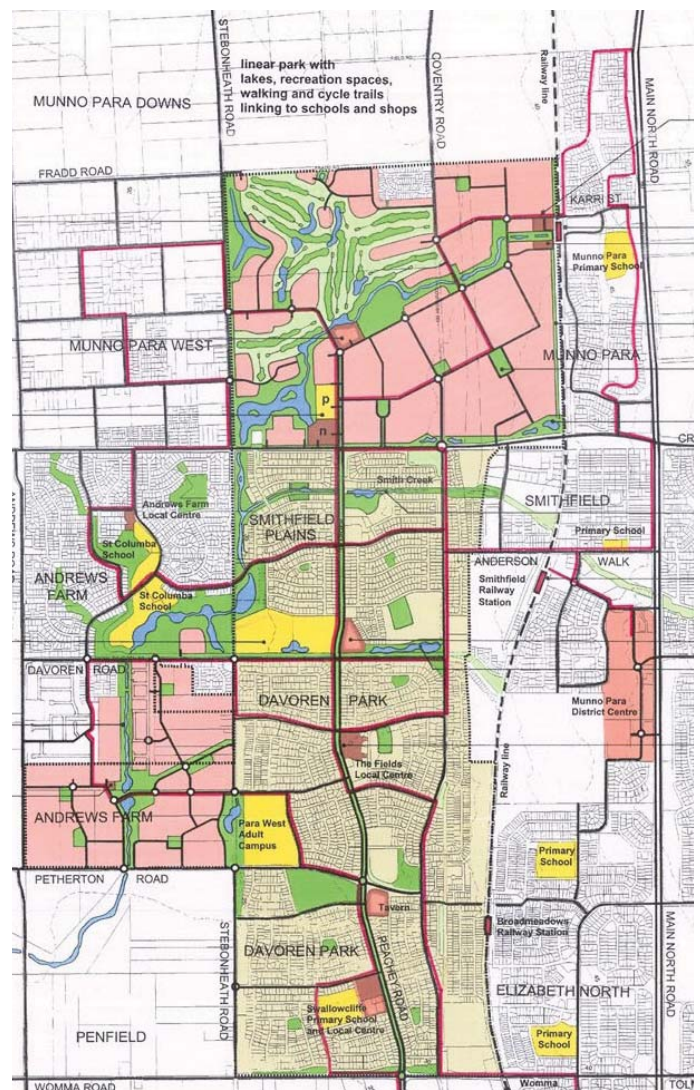 STEBONHEATH ROAD
linear park with
lakes, recreation spaces,
walking and cycle trails
linking to schools and shops
COVENTRY ROAD
Railway line
MAIN NORTH ROAD
MUNNO PARA DOWNS
FRADD ROAD
KARRI ST
Munno Para
Primary School
MUNNO PARA WEST
MUNNO PARA
p
n
Smith Creek
SMITHFIELD
Andrews Farm
Local Centre
SMITHFIELD
PLAINS
St Columba
School
Primary School
ANDREWS
FARM
ANDERSON
WALK
St Columba
School
Smithfield
Railway
Station
DAVOREN ROAD
DAVOREN PARK
Munno Para
District Centre
The Fields
Local Centre
Railway line
ANDREWS FARM
Para West
Adult
Campus
Primary
School
PETHERTON ROAD
Tavern
STEBONHEATH ROAD
DAVOREN PARK
PEACHEY ROAD
Broadmeadows
Railway Station
MAIN NORTH ROAD
ELIZABETH NORTH
Swallowcliffe
Primary School
and Local Centre
PENFIELD
Primary
School
WOMMA ROAD
Womma